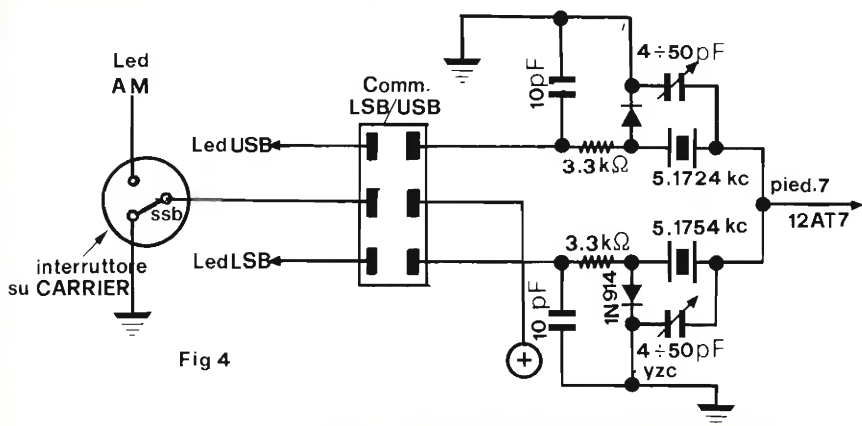 Led
AM
Comm.
LSB/USB
10pF
4÷50pF
Led USB
3.3kΩ
5.1724 kc
pied.7
12AT7
ssb
interruttore
su CARRIER
Led LSB
3.3kΩ
5.1754 kc
10 pF
1N914
4÷50pF
yzc
+
Fig 4